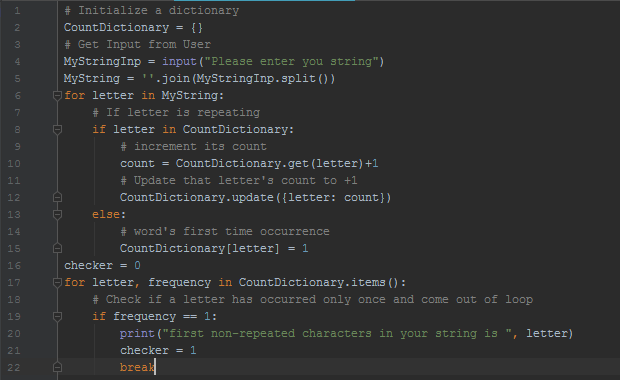 1 # Initialize a dictionary
2 CountDictionary = {}
3 # Get Input from User
4 MyStringInp = input("Please enter you string")
5 MyString = ''.join(MyStringInp.split())
6 for letter in MyString:
7     # If letter is repeating
8     if letter in CountDictionary:
9         # increment its count
10         count = CountDictionary.get(letter)+1
11         # Update that letter's count to +1
12         CountDictionary.update({letter: count})
13     else:
14         # word's first time occurrence
15         CountDictionary[letter] = 1
16 checker = 0
17 for letter, frequency in CountDictionary.items():
18     # Check if a letter has occurred only once and come out of loop
19     if frequency == 1:
20         print("first non-repeated characters in your string is ", letter)
21         checker = 1
22         break